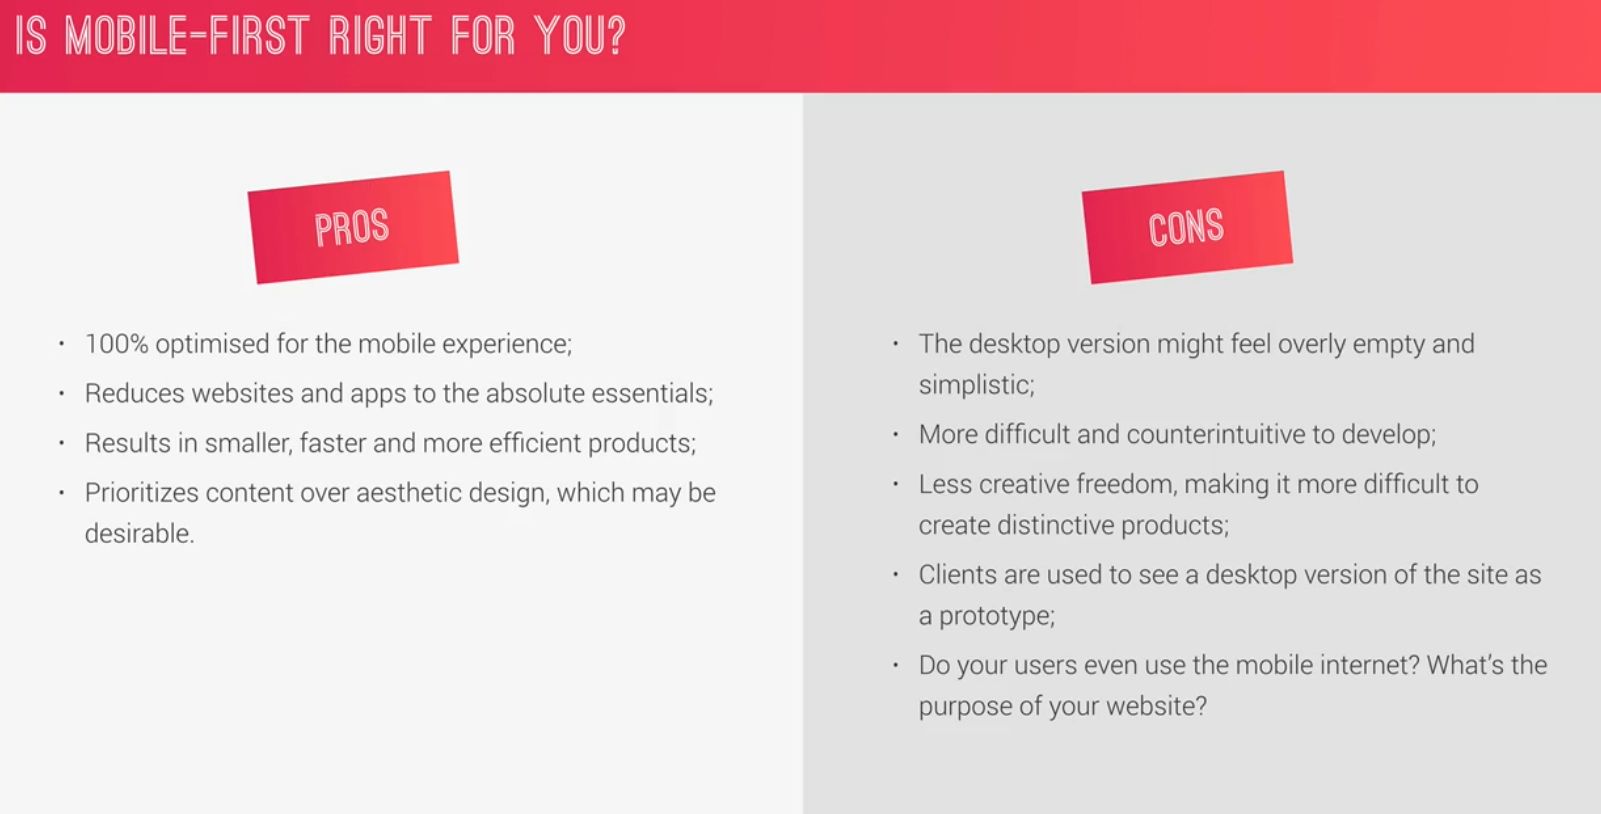 IS MOBILE-FIRST RIGHT FOR YOU?
PROS
• 100% optimised for the mobile experience;
• Reduces websites and apps to the absolute essentials;
• Results in smaller, faster and more efficient products;
• Prioritizes content over aesthetic design, which may be
desirable.
CONS
• The desktop version might feel overly empty and
simplistic;
• More difficult and counterintuitive to develop;
• Less creative freedom, making it more difficult to
create distinctive products;
• Clients are used to see a desktop version of the site as
a prototype;
• Do your users even use the mobile internet? What’s the
purpose of your website?